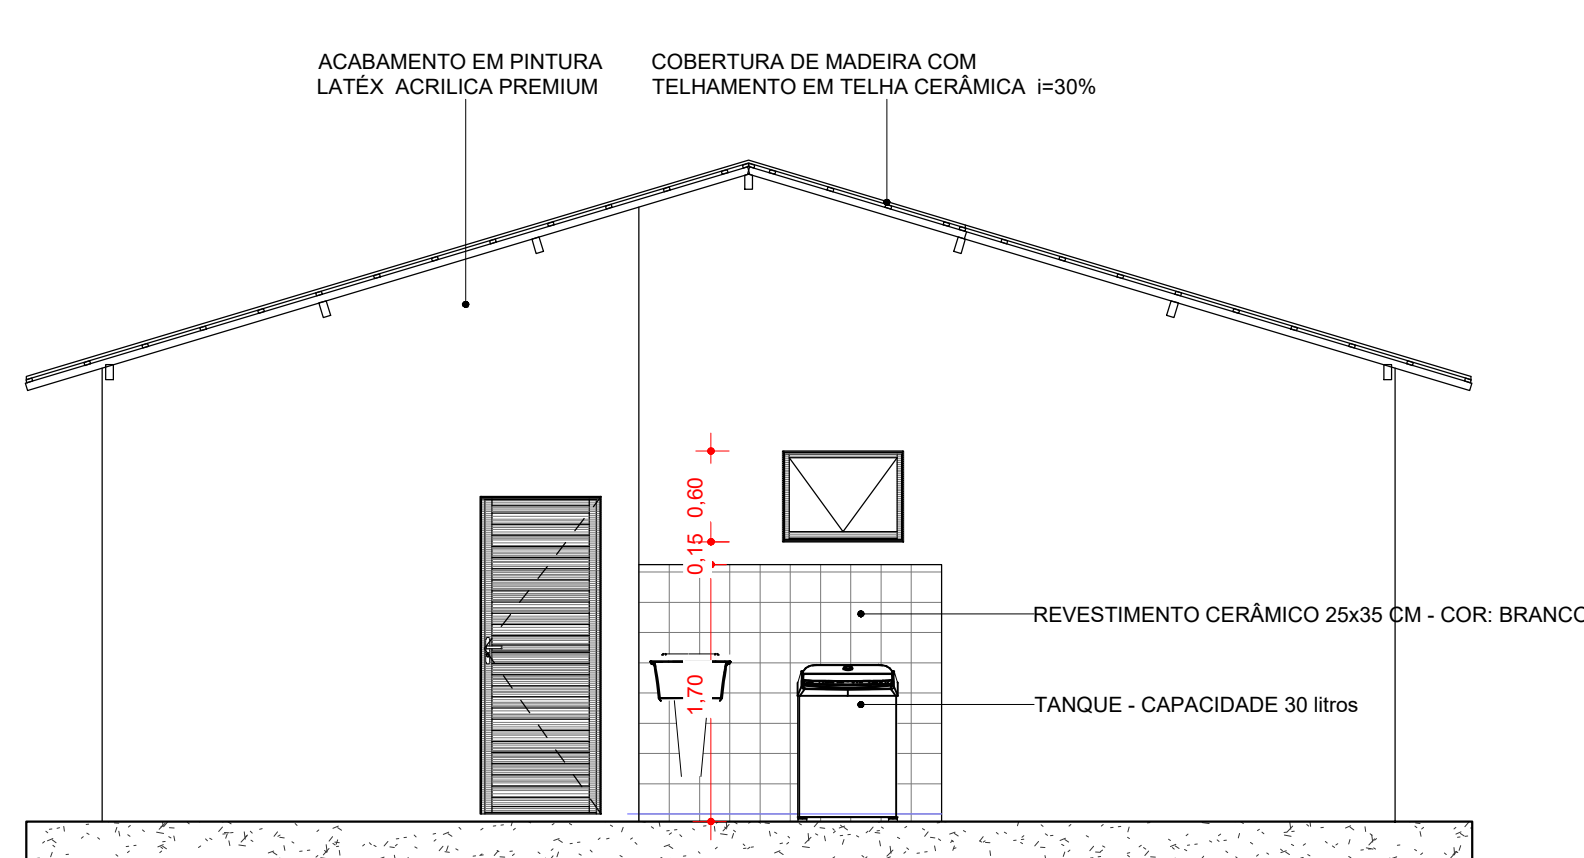 ACABAMENTO EM PINTURA
LATÉX ACRILICA PREMIUM
COBERTURA DE MADEIRA COM
TELHAMENTO EM TELHA CERÂMICA i=30%
0,60
0,15
1,70
REVESTIMENTO CERÂMICO 25x35 CM - COR: BRANCO
TANQUE - CAPACIDADE 30 litros